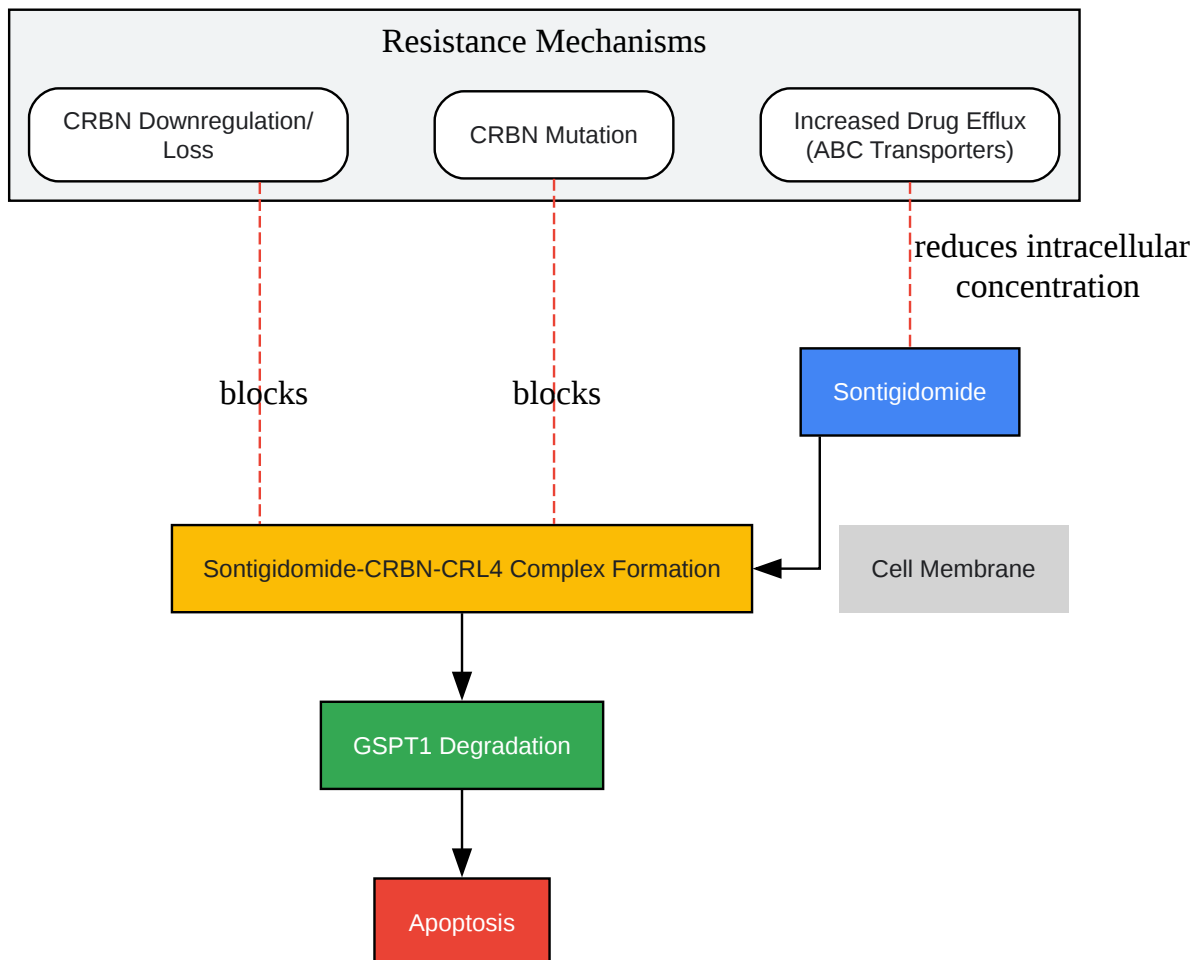 Resistance Mechanisms
CRBN Downregulation/
Loss
CRBN Mutation
Increased Drug Efflux
(ABC Transporters)
reduces intracellular
concentration
blocks
blocks
Sontigidomide
Sontigidomide-CRBN-CRL4 Complex Formation
Cell Membrane
GSPT1 Degradation
Apoptosis